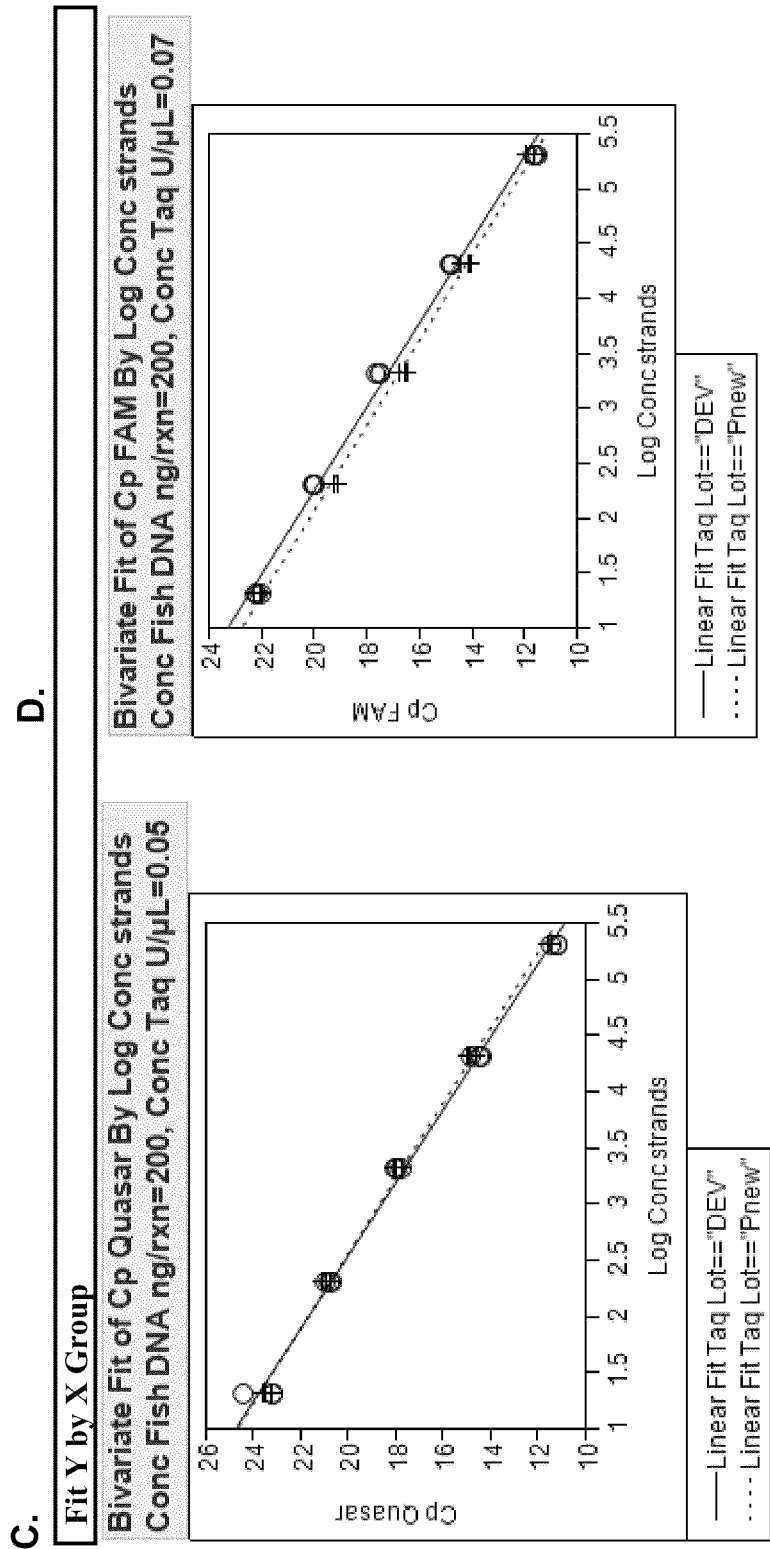 C.
D.
Fit Y by X Group
Bivariate Fit of Cp Quasar By Log Conc strands
Conc Fish DNA ng/rxn=200, Conc Taq U/µL=0.05
26
24
22
20
18
16
14
12
10
Cp Quasar
1
1.5
2
2.5
3
3.5
4
4.5
5
5.5
Log Conc strands
Linear Fit Taq Lot=="DEV"
Linear Fit Taq Lot=="Pnew"
Bivariate Fit of Cp FAM By Log Conc strands
Conc Fish DNA ng/rxn=200, Conc Taq U/µL=0.07
24
22
20
18
16
14
12
10
Cp FAM
1
1.5
2
2.5
3
3.5
4
4.5
5
5.5
Log Conc strands
Linear Fit Taq Lot=="DEV"
Linear Fit Taq Lot=="Pnew"